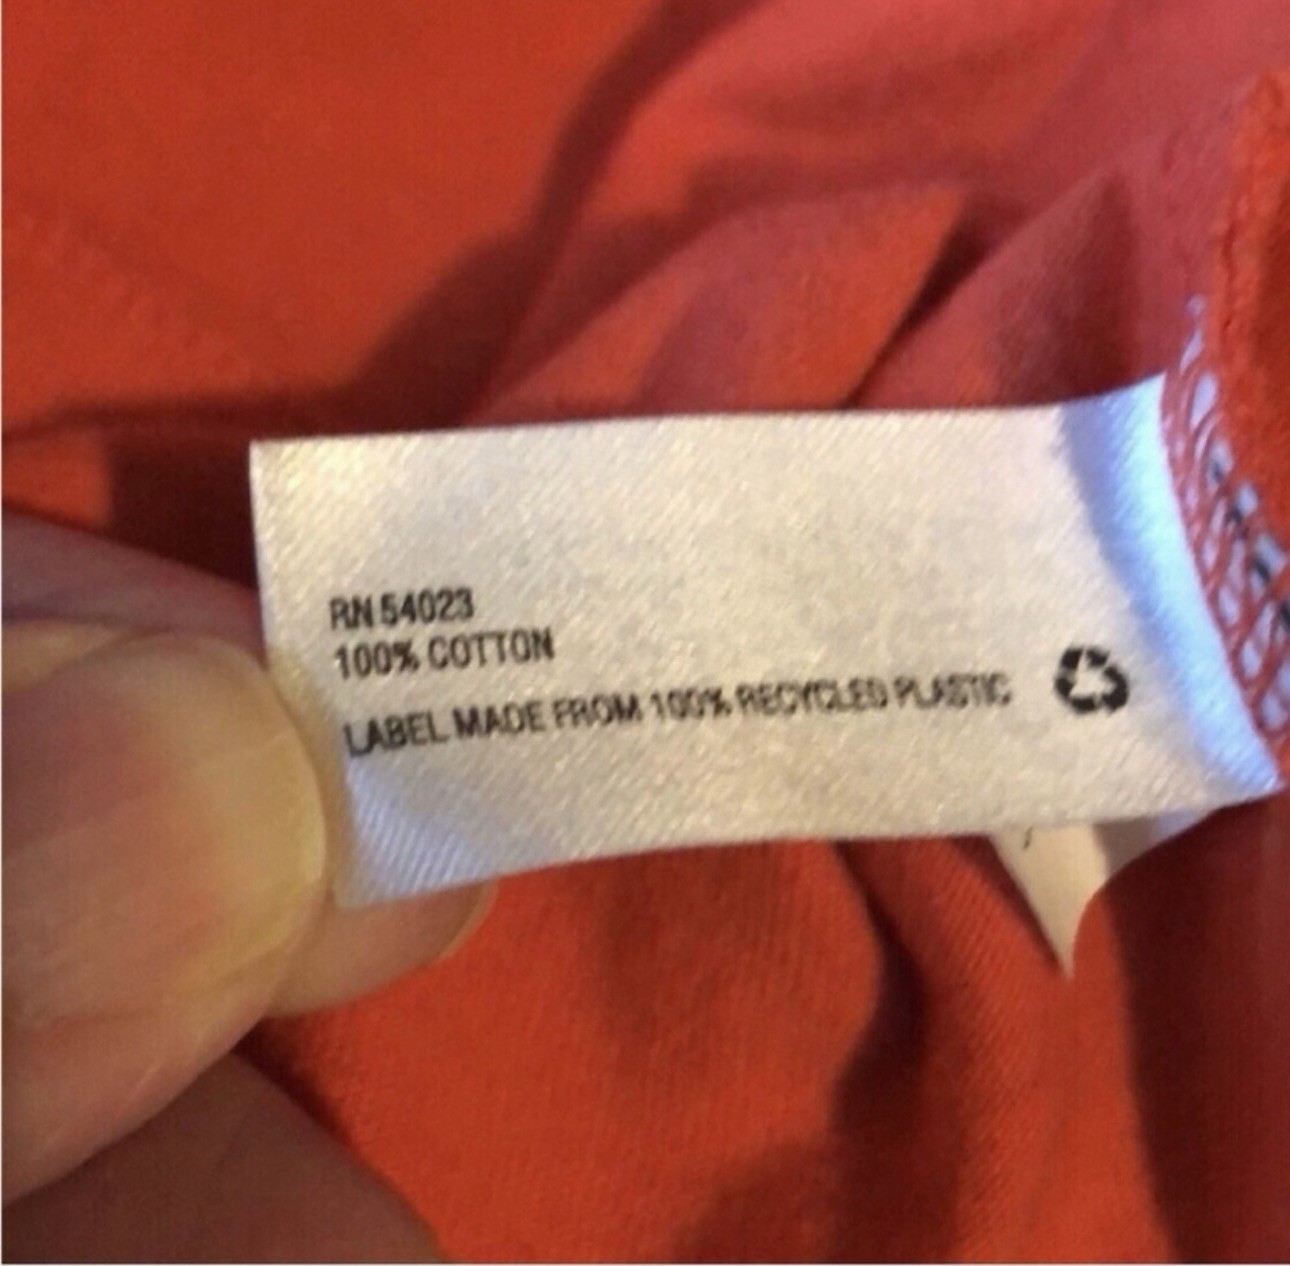 RN 54023
100% COTTON
LABEL MADE FROM 100% RECYCLED PLASTIC